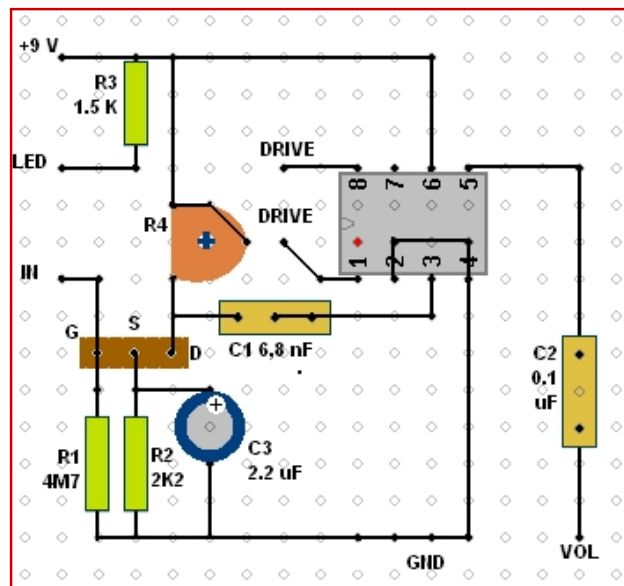 +9 V
R3
1.5 K
LED
DRIVE
8 7 6 5
R4
DRIVE
1 2 3 4
IN
G S D
C1 6,8 nF
C2
0.1
uF
+
R1
4M7
R2
2K2
C3
2.2 uF
GND
VOL